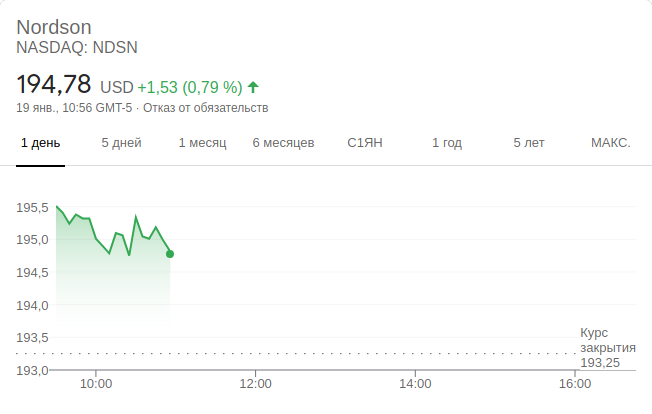 Nordson
NASDAQ: NDSN
194,78 USD +1,53 (0,79 %)
19 янв., 10:56 GMT-5 · Отказ от обязательств
1 день 5 дней 1 месяц 6 месяцев С1ЯН 1 год 5 лет МАКС.
195,5
195,0
194,5
194,0
193,5
193,0
Курс
закрытия
193,25
10:00 12:00 14:00 16:00